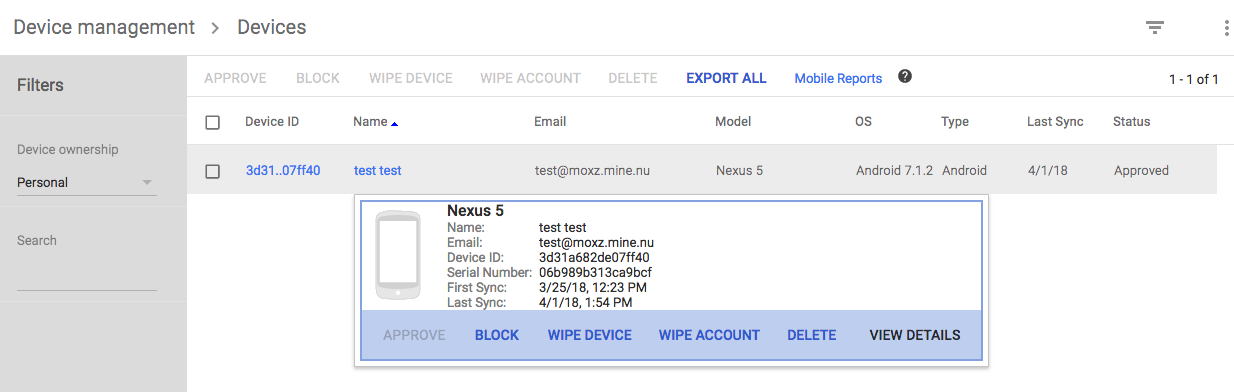 Device management > Devices
Filters
APPROVE BLOCK WIPE DEVICE WIPE ACCOUNT DELETE EXPORT ALL Mobile Reports ? 1 - 1 of 1
Device ID Name Email Model OS Type Last Sync Status
Device ownership
Personal
3d31..07ff40 test test test@moxz.mine.nu Nexus 5 Android 7.1.2 Android 4/1/18 Approved
Search
Nexus 5
Name: test test
Email: test@moxz.mine.nu
Device ID: 3d31a682de07ff40
Serial Number: 06b989b313ca9bcf
First Sync: 3/25/18, 12:23 PM
Last Sync: 4/1/18, 1:54 PM
APPROVE BLOCK WIPE DEVICE WIPE ACCOUNT DELETE VIEW DETAILS